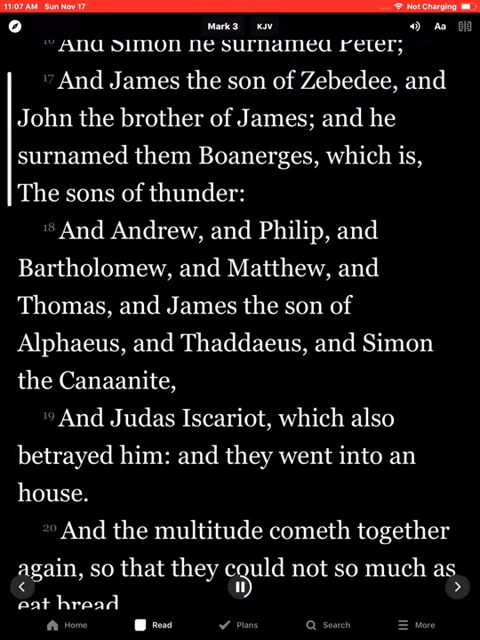 11:07 AM Sun Nov 17 Not Charging
Mark 3 KJV Aa
16 And Simon he surnamed Peter;
17 And James the son of Zebedee, and
John the brother of James; and he
surnamed them Boanerges, which is,
The sons of thunder:
18 And Andrew, and Philip, and
Bartholomew, and Matthew, and
Thomas, and James the son of
Alphaeus, and Thaddaeus, and Simon
the Canaanite,
19 And Judas Iscariot, which also
betrayed him: and they went into an
house.
20 And the multitude cometh together
again, so that they could not so much as
eat bread
Home Read Plans Search More